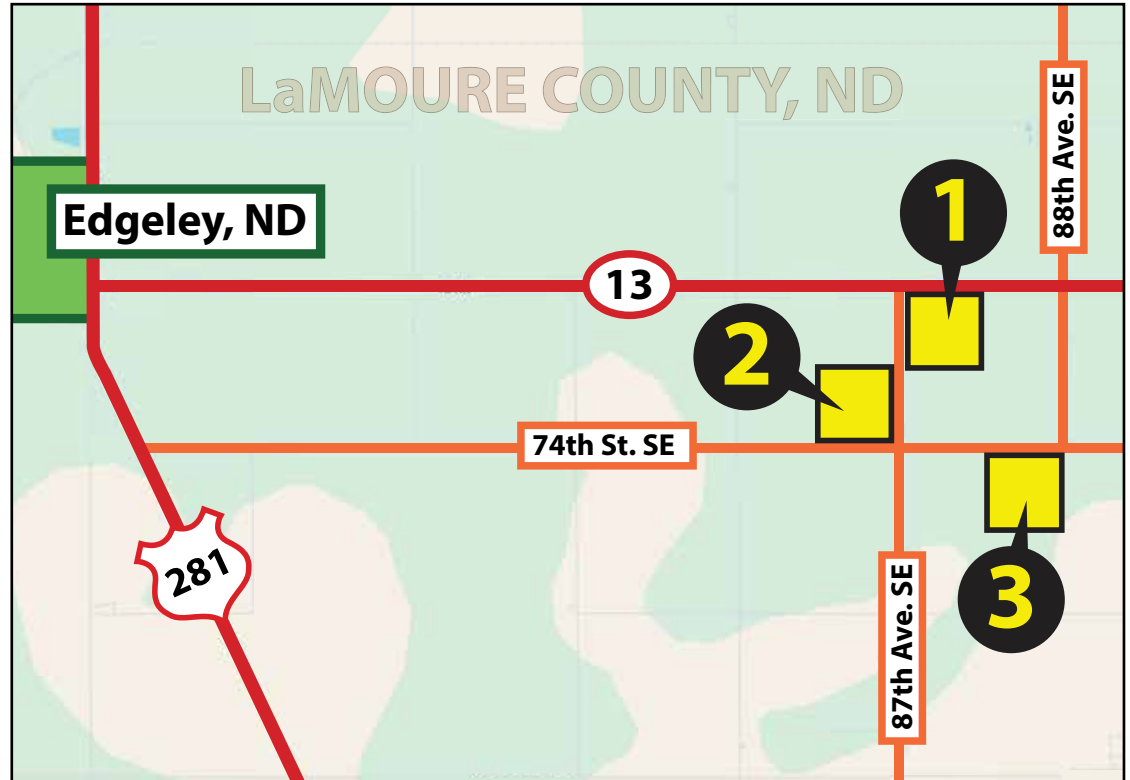 LaMOURE COUNTY, ND
88th Ave. SE
1
Edgeley, ND
13
2
74th St. SE
281
3
87th Ave. SE